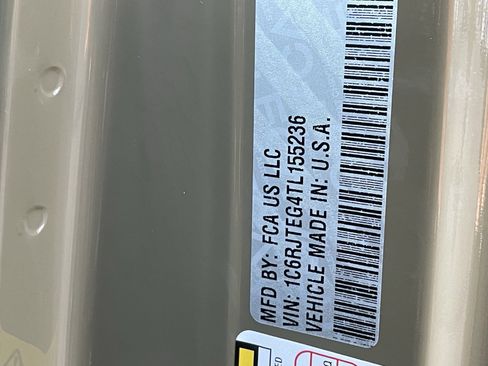 MFD BY: FCA US LLC
VIN: 1C6RJTEG4TL155236
VEHICLE MADE IN: U.S.A.